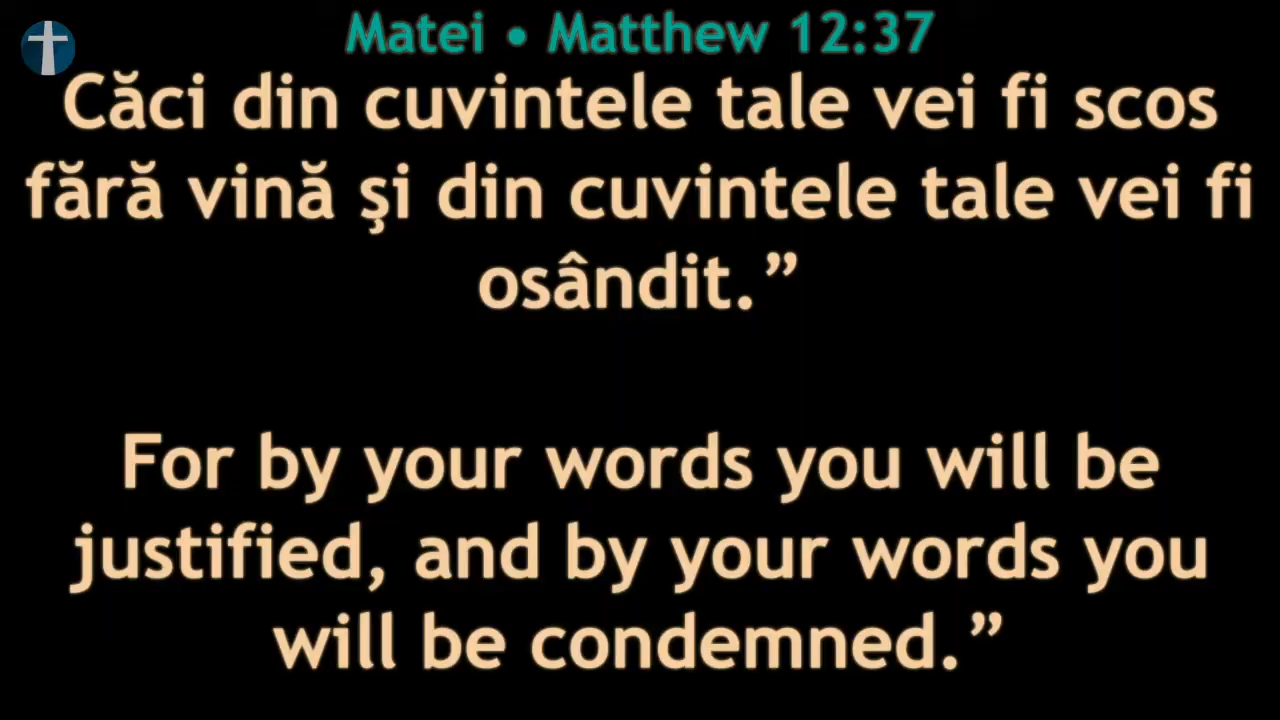 Matei • Matthew 12:37
Căci din cuvintele tale vei fi scos
fără vină şi din cuvintele tale vei fi
osândit.”
For by your words you will be
justified, and by your words you
will be condemned.”